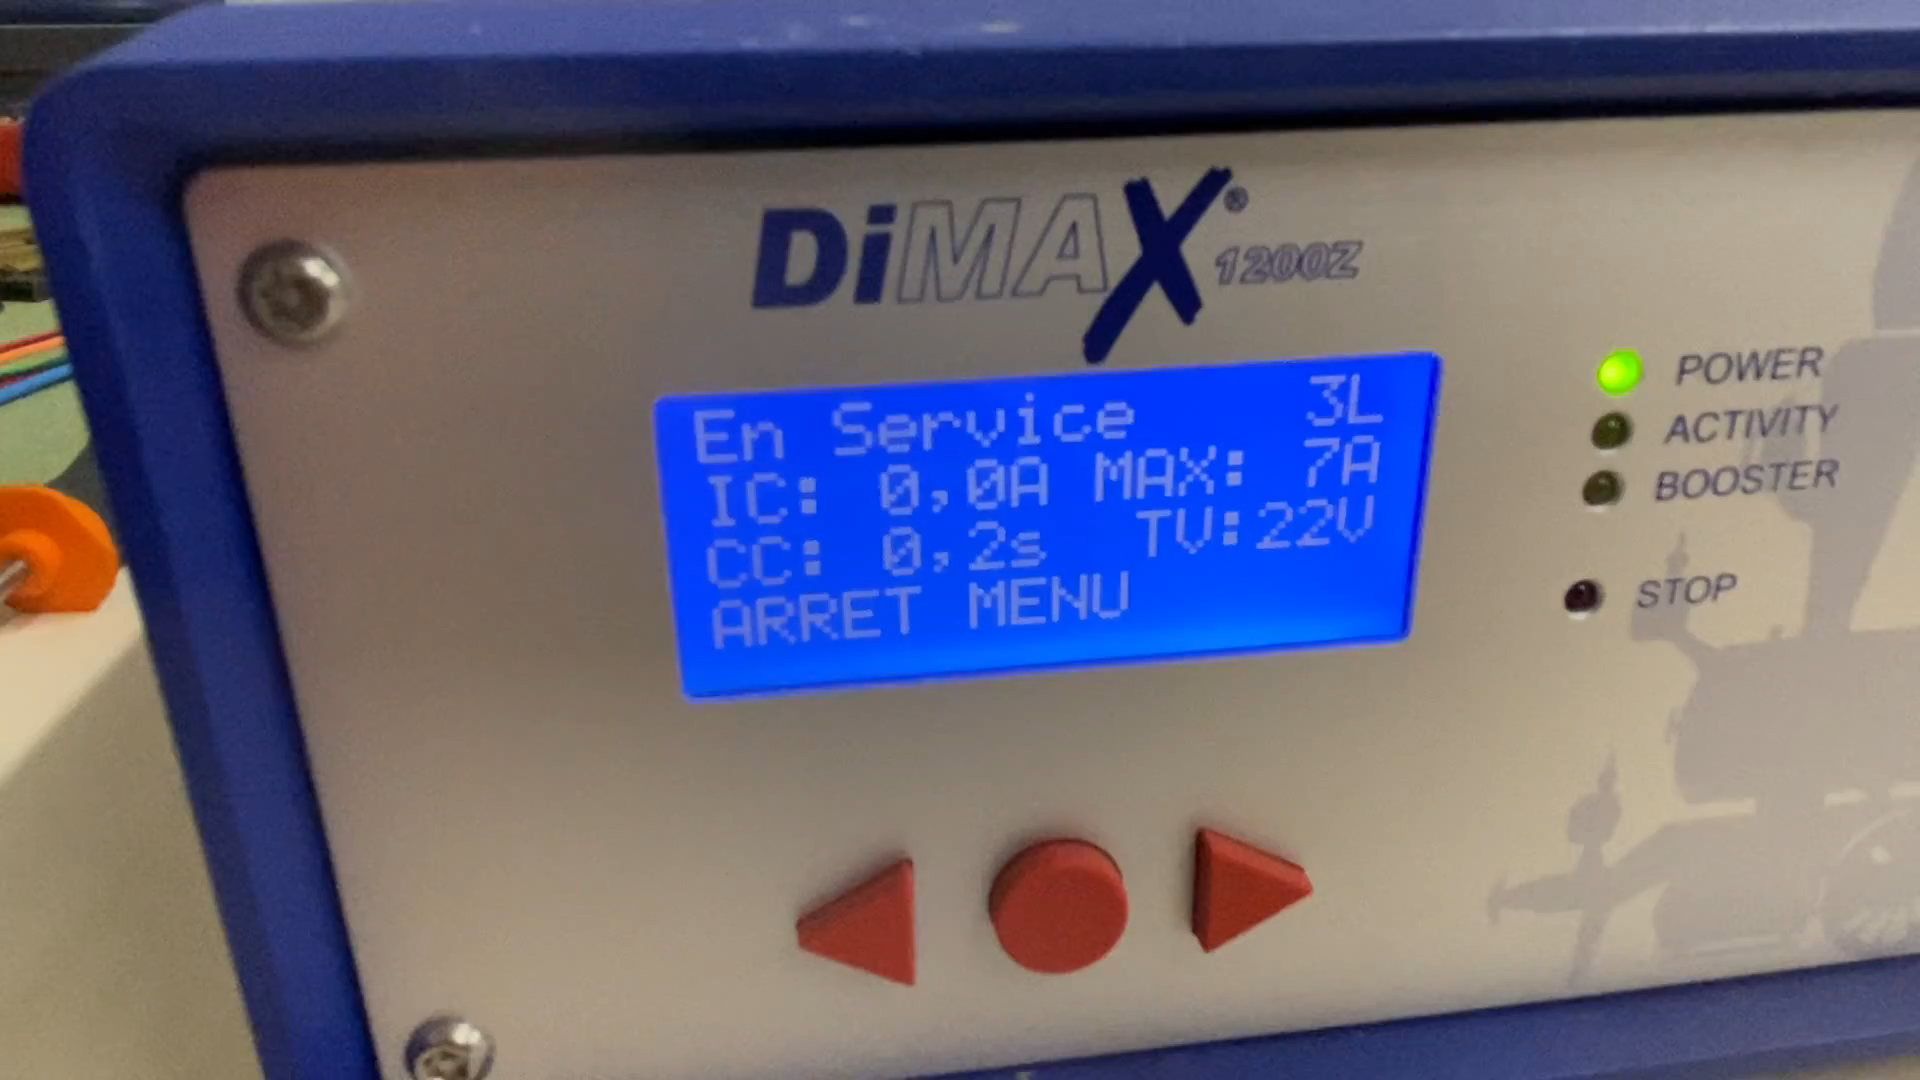 DiMAX® 1200Z
En Service 3L
IC: 0,0A MAX: 7A
CC: 0,2s TV:22V
ARRET MENU
POWER
ACTIVITY
BOOSTER
STOP